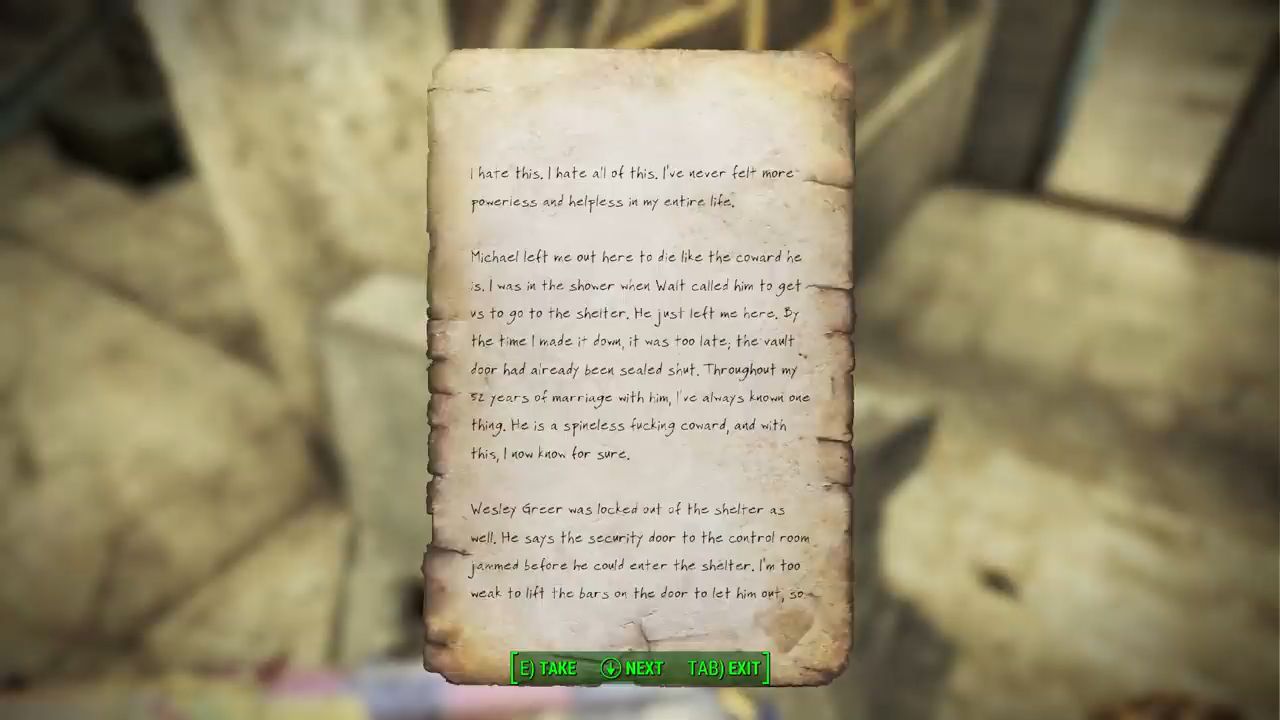 I hate this. I hate all of this. I've never felt more
powerless and helpless in my entire life.
Michael left me out here to die like the coward he
is. I was in the shower when Walt called him to get
us to go to the shelter. He just left me here. By
the time I made it down, it was too late; the vault
door had already been sealed shut. Throughout my
52 years of marriage with him, I've always known one
thing. He is a spineless fucking coward, and with
this, I now know for sure.
Wesley Greer was locked out of the shelter as
well. He says the security door to the control room
jammed before he could enter the shelter. I'm too
weak to lift the bars on the door to let him out, so
E) TAKE NEXT TAB) EXIT